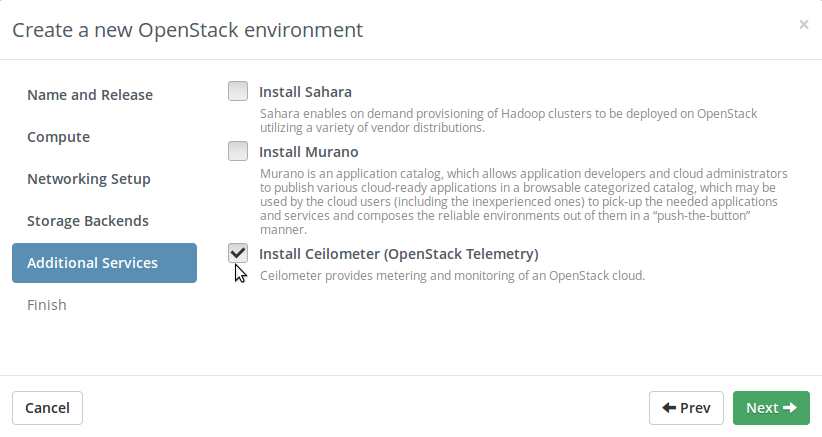 Create a new OpenStack environment
×
Name and Release
Compute
Networking Setup
Storage Backends
Additional Services
Finish
Install Sahara
Sahara enables on demand provisioning of Hadoop clusters to be deployed on OpenStack
utilizing a variety of vendor distributions.
Install Murano
Murano is an application catalog, which allows application developers and cloud administrators
to publish various cloud-ready applications in a browsable categorized catalog, which may be
used by the cloud users (including the inexperienced ones) to pick-up the needed applications
and services and composes the reliable environments out of them in a “push-the-button”
manner.
Install Ceilometer (OpenStack Telemetry)
Ceilometer provides metering and monitoring of an OpenStack cloud.
Cancel
Prev
Next